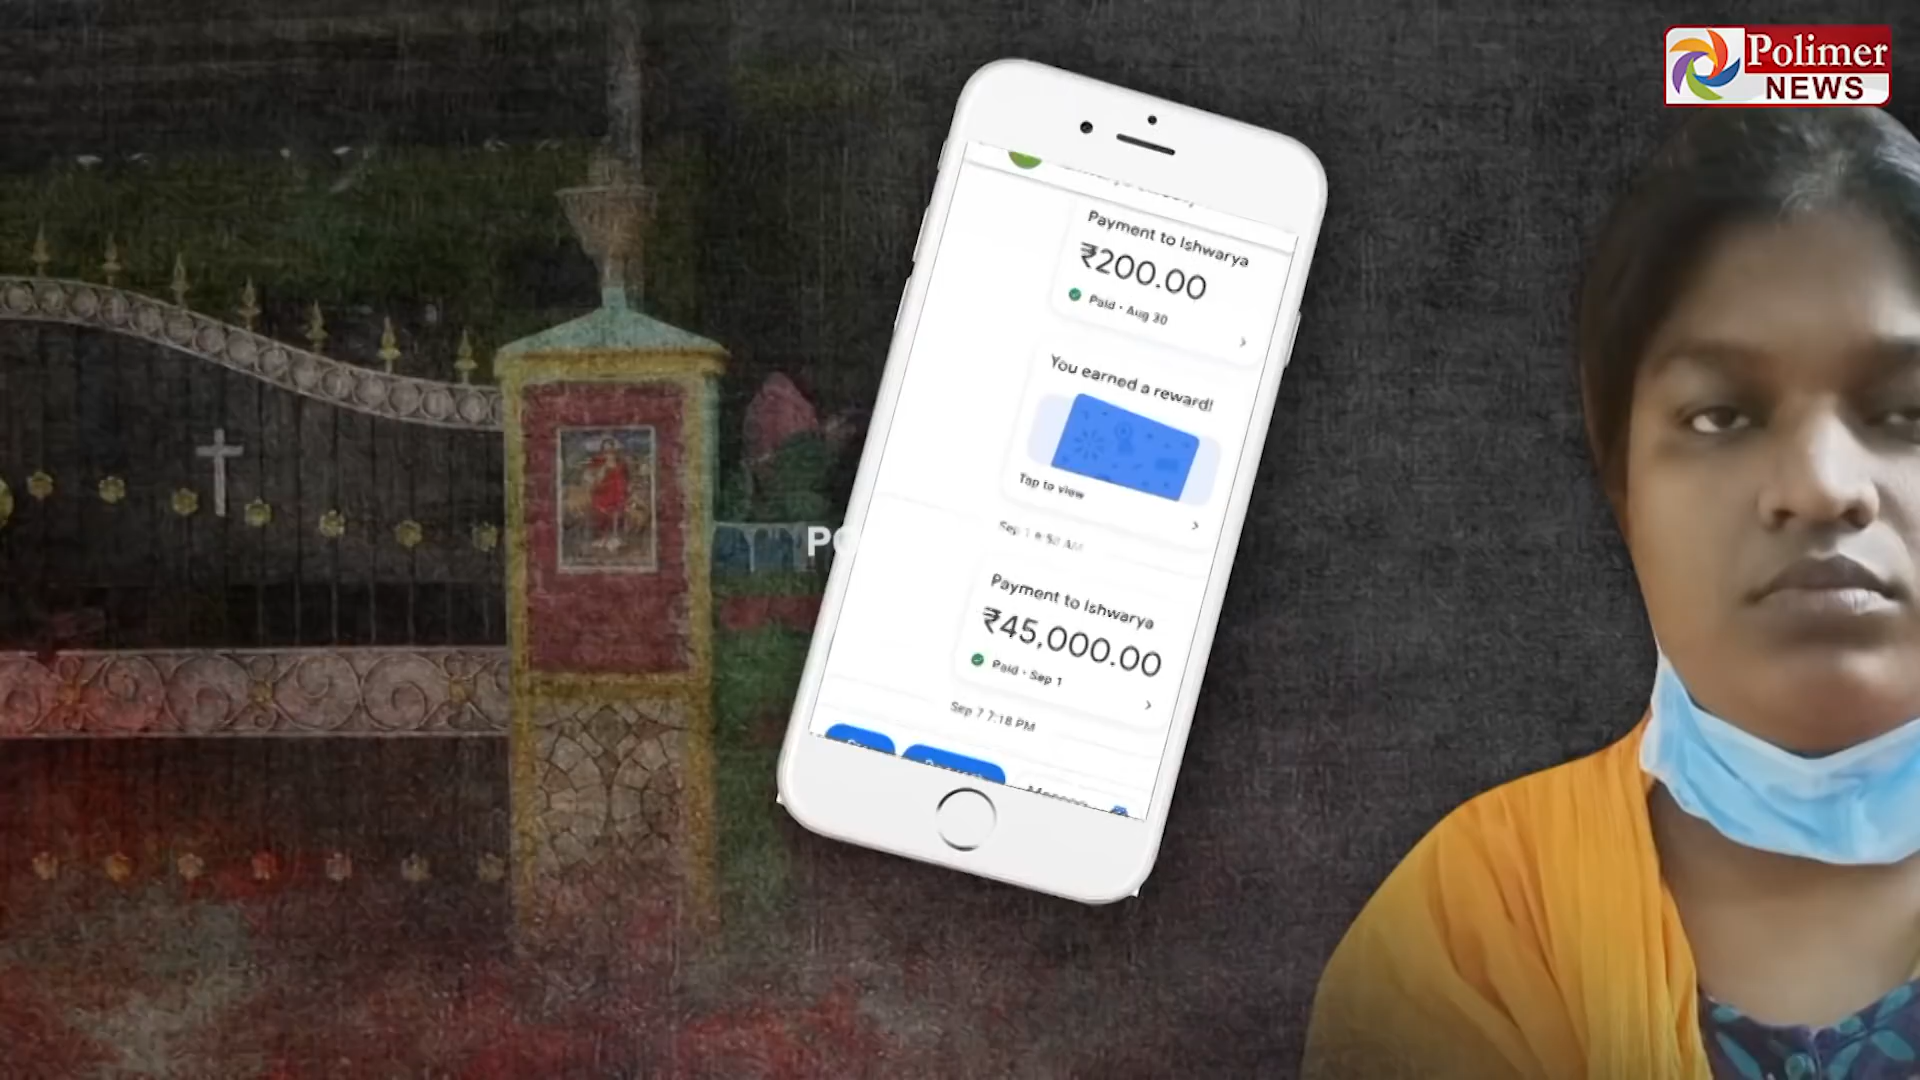 Polimer
NEWS
Payment to Ishwarya
₹200.00
Paid • Aug 30
You earned a reward!
Tap to view
Payment to Ishwarya
₹45,000.00
Paid • Sep 1
Sep 7 7:18 PM